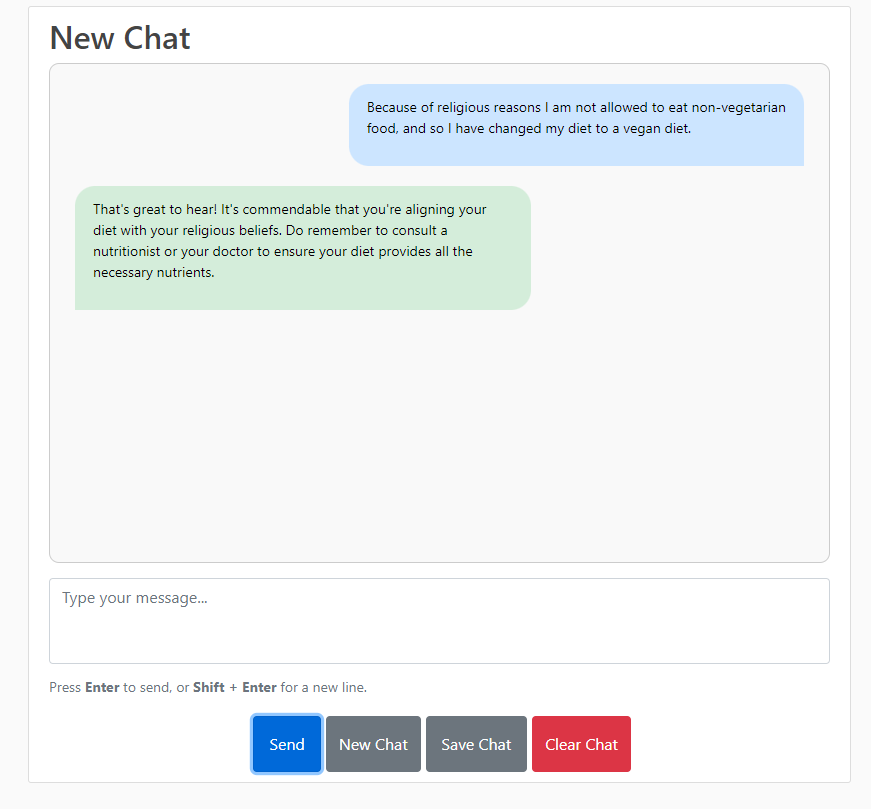 New Chat
Because of religious reasons I am not allowed to eat non-vegetarian
food, and so I have changed my diet to a vegan diet.
That's great to hear! It's commendable that you're aligning your
diet with your religious beliefs. Do remember to consult a
nutritionist or your doctor to ensure your diet provides all the
necessary nutrients.
Type your message...
Press Enter to send, or Shift + Enter for a new line.
Send New Chat Save Chat Clear Chat